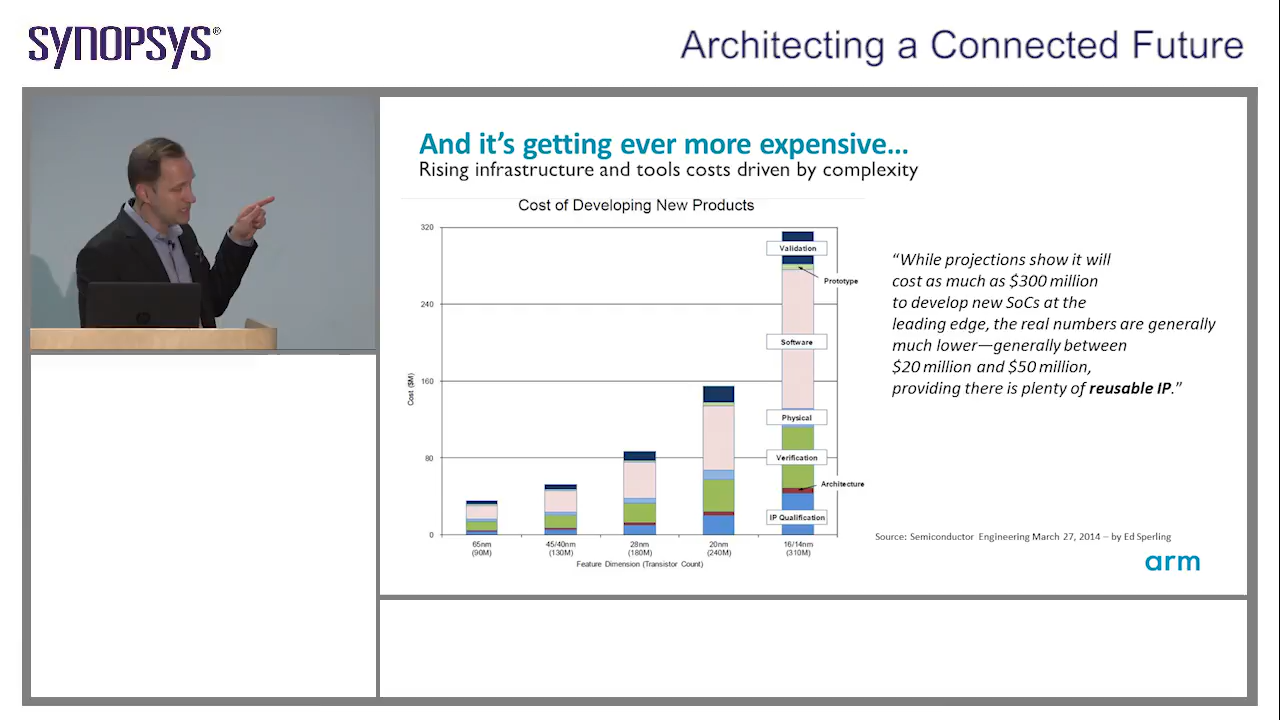 SYNOPSYS®
Architecting a Connected Future
And it's getting ever more expensive...
Rising infrastructure and tools costs driven by complexity
Cost of Developing New Products
320
240
160
80
0
Cost ($M)
Validation
Prototype
Software
Physical
Verification
Architecture
IP Qualification
65nm
(90M)
45/40nm
(130M)
28nm
(180M)
20nm
(240M)
16/14nm
(310M)
Feature Dimension (Transistor Count)
“While projections show it will
cost as much as $300 million
to develop new SoCs at the
leading edge, the real numbers are generally
much lower—generally between
$20 million and $50 million,
providing there is plenty of reusable IP.”
Source: Semiconductor Engineering March 27, 2014 – by Ed Sperling
arm